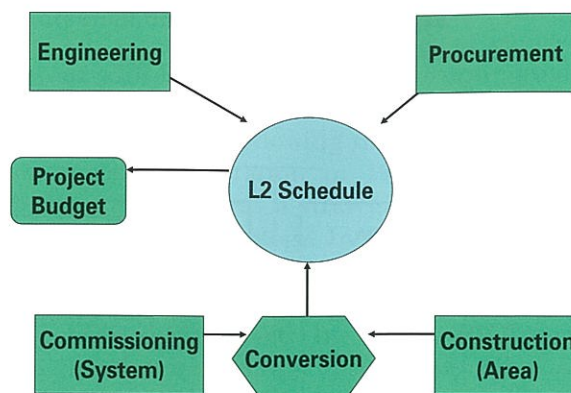 Engineering
Procurement
L2 Schedule
Project
Budget
Commissioning
(System)
Conversion
Construction
(Area)